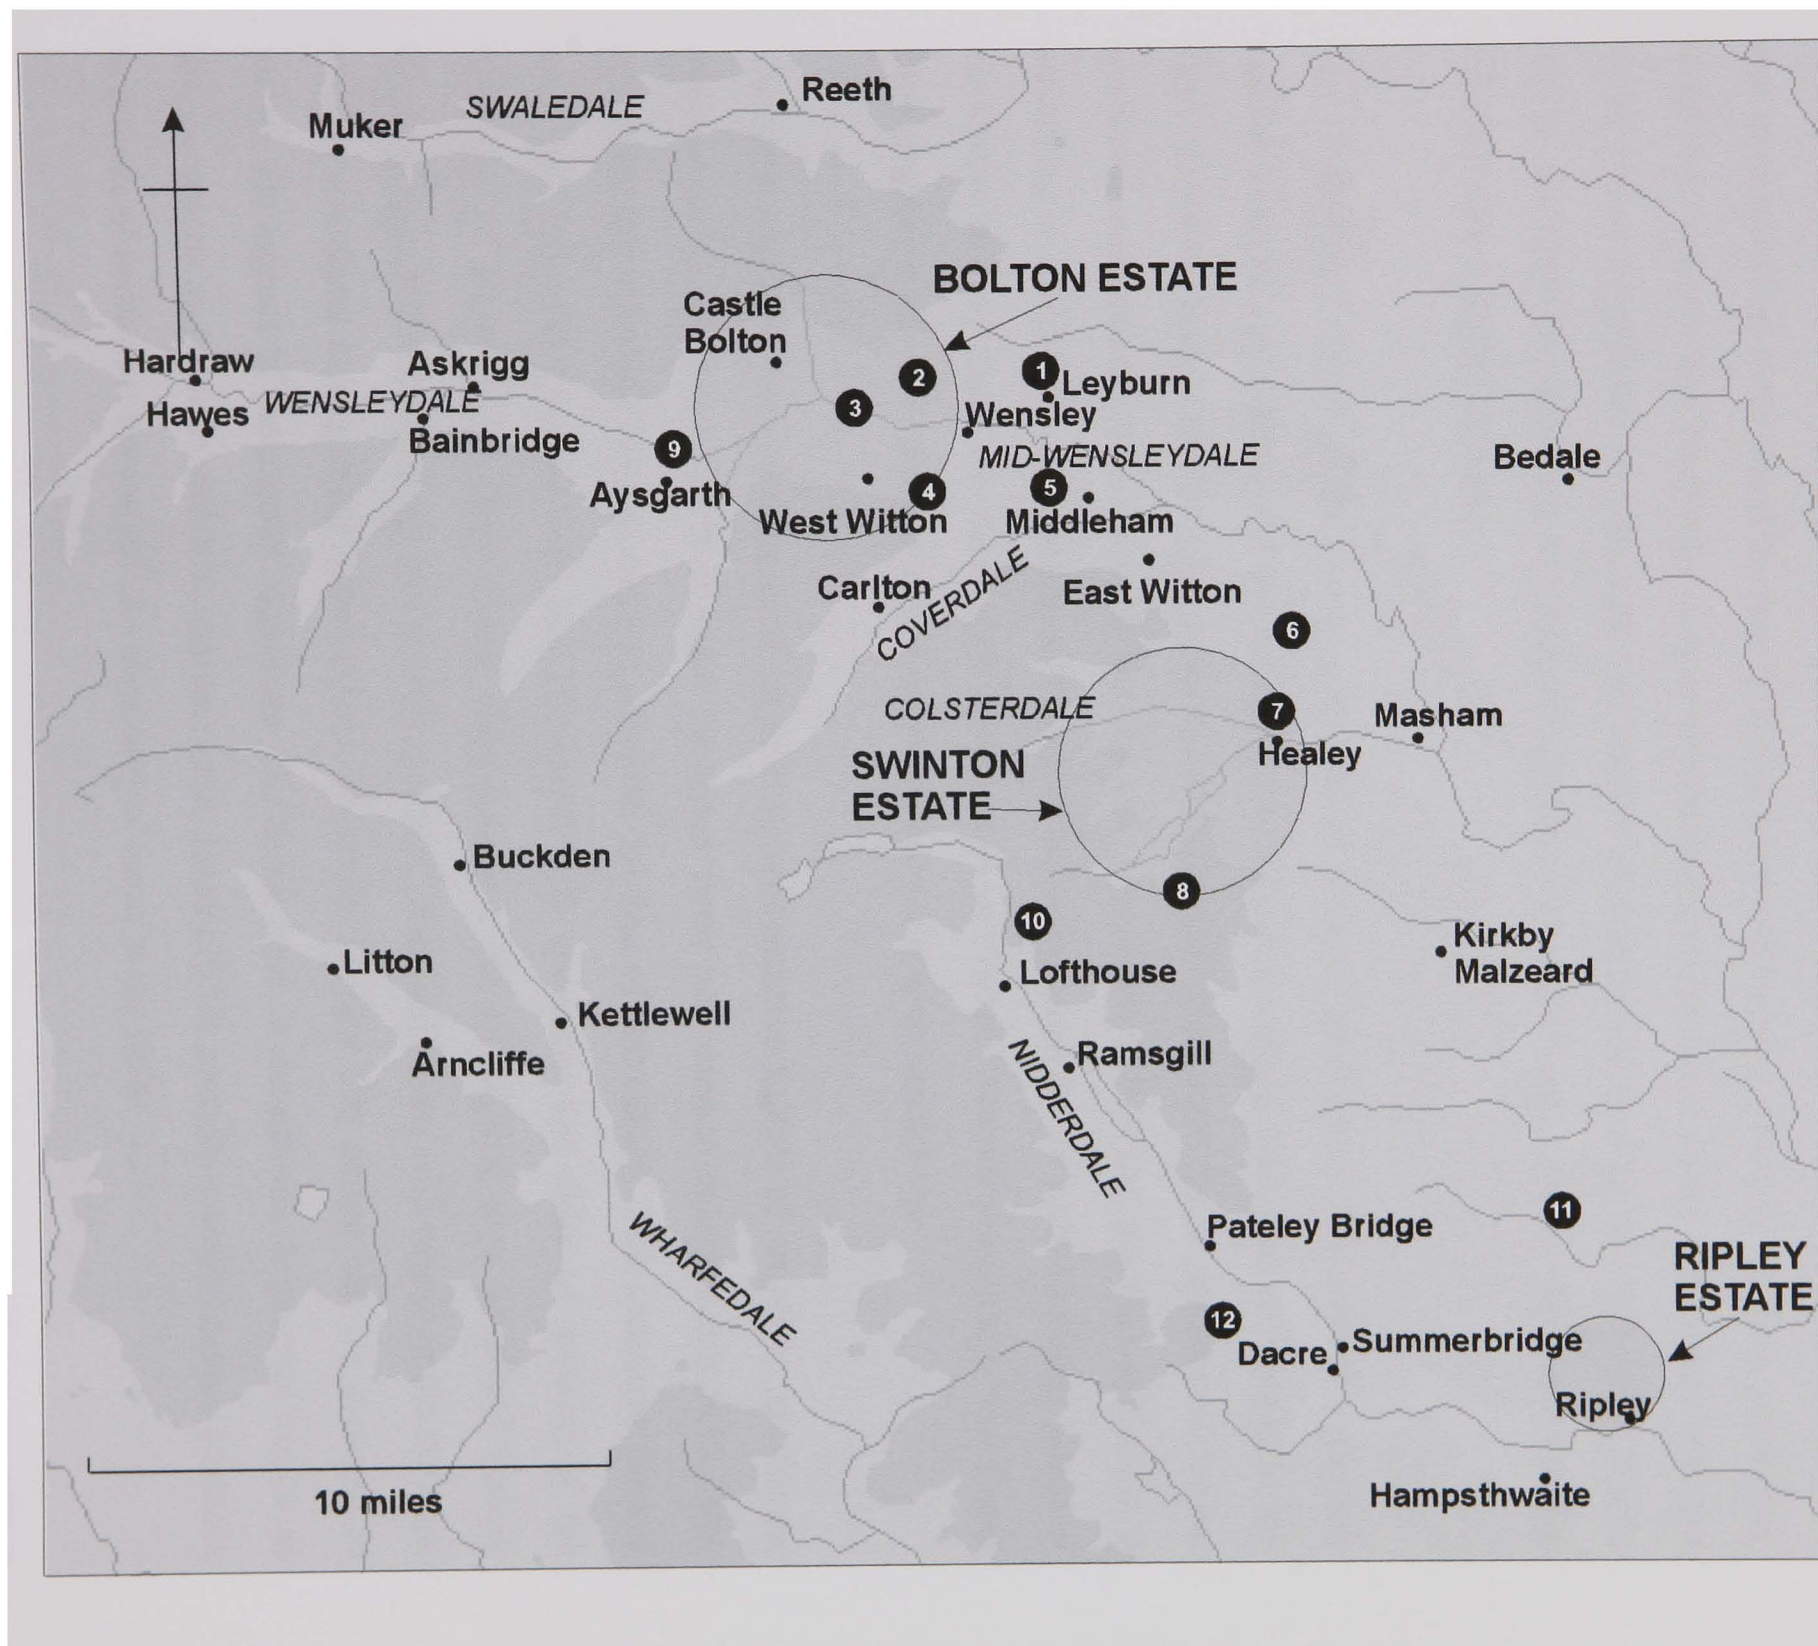 Reeth
SWALEDALE
Muker
BOLTON ESTATE
Castle
Bolton
Hardraw
Askrigg
1
Leyburn
2
WENSLEYDALE
3
Hawes
Wensley
Bainbridge
9
MID-WENSLEYDALE
Bedale
Aysgarth
4
5
West Witton
Middleham
Carlton
COVERDALE
East Witton
6
COLSTERDALE
7
Masham
Healey
SWINTON
ESTATE
Buckden
8
10
Kirkby
Malzeard
Litton
Lofthouse
Kettlewell
Arncliffe
Ramsgill
NIDDERDALE
11
Pateley Bridge
WHARFEDALE
RIPLEY
ESTATE
12
Dacre
Summerbridge
Ripley
10 miles
Hampsthwaite